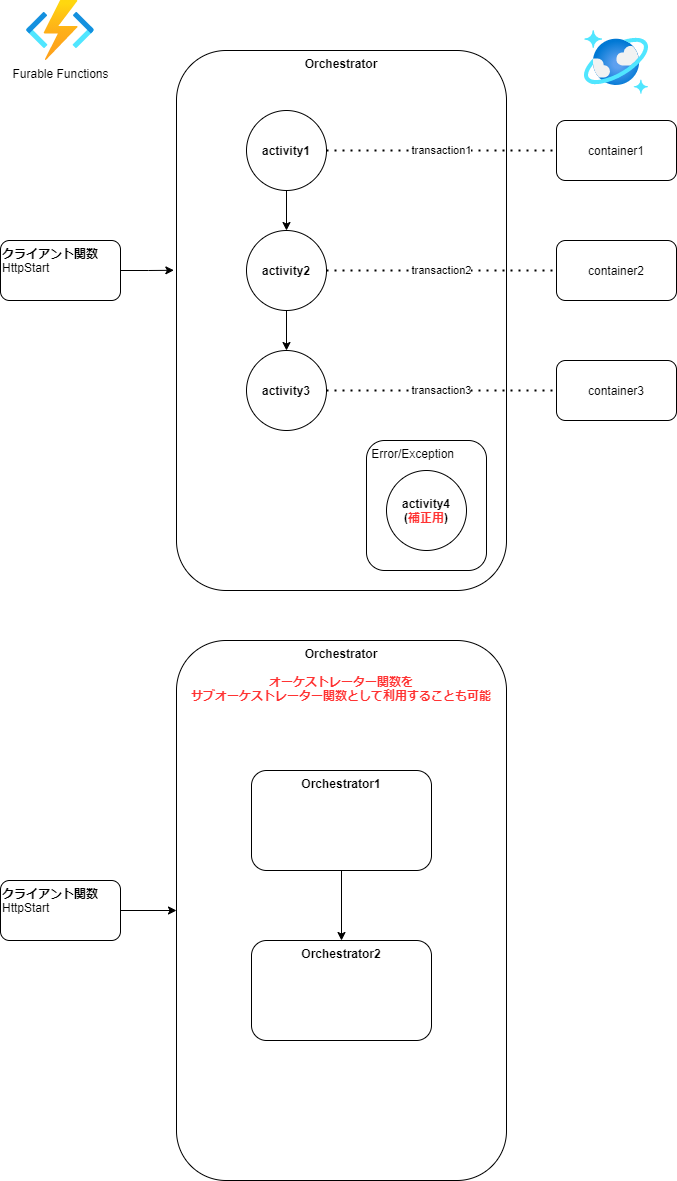 Furable Functions
Orchestrator
activity1
transaction1
container1
クライアント関数
HttpStart
activity2
transaction2
container2
activity3
transaction3
container3
Error/Exception
activity4
(補正用)
Orchestrator
オーケストレーター関数を
サブオーケストレーター関数として利用することも可能
Orchestrator1
クライアント関数
HttpStart
Orchestrator2